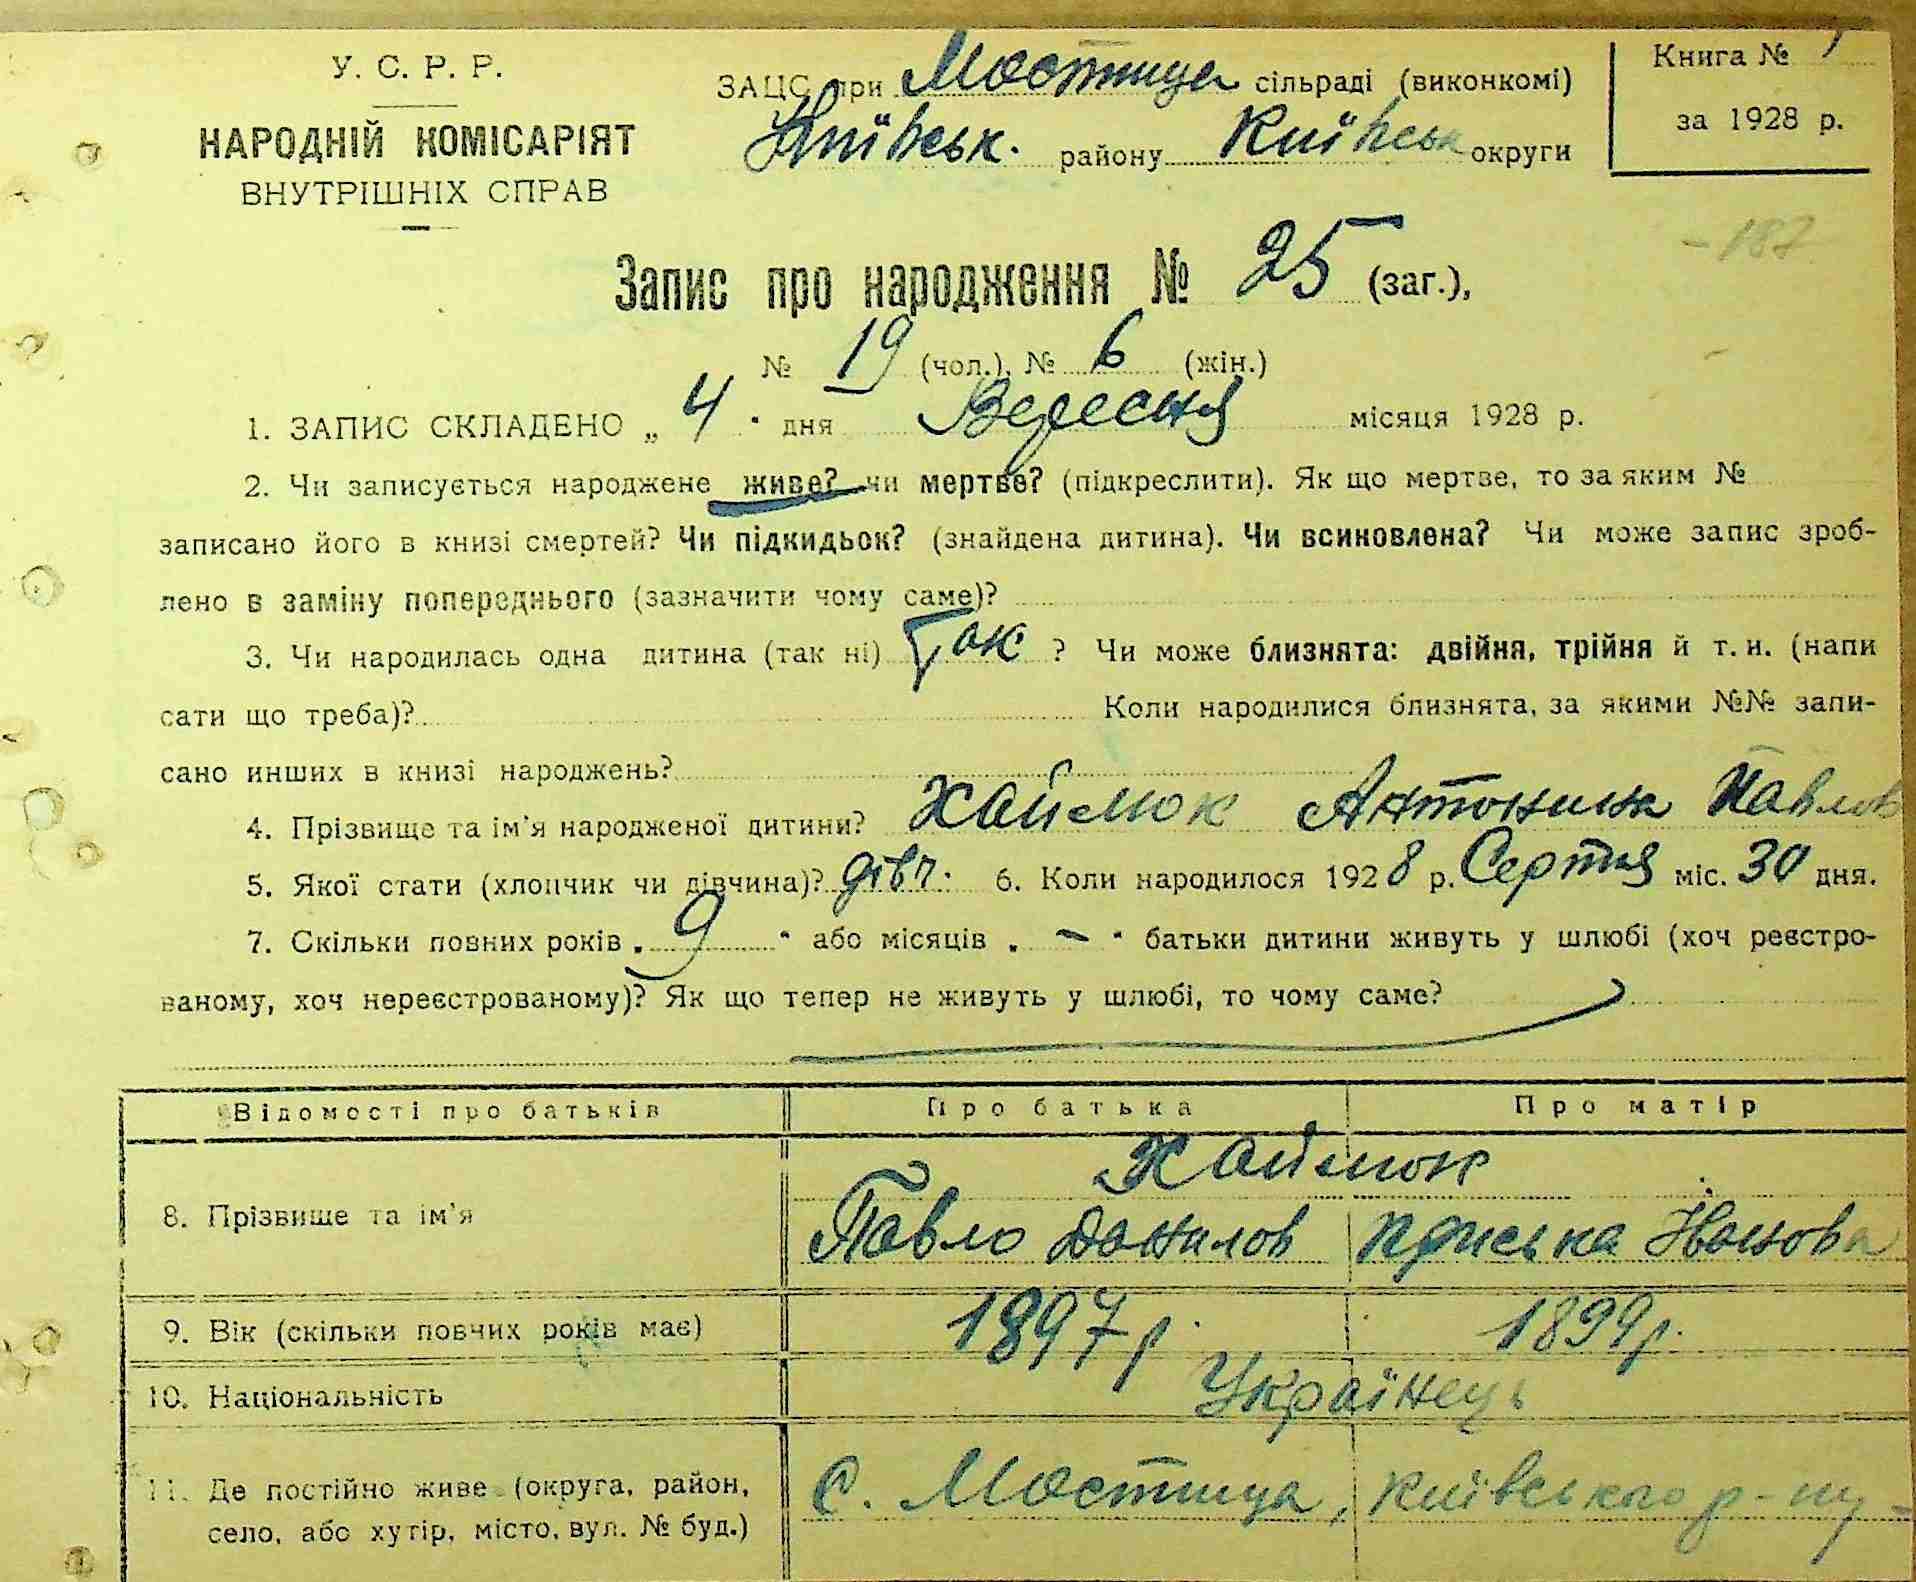 У. С. Р. Р.
НАРОДНІЙ КОМІСАРІЯТ
ВНУТРІШНІХ СПРАВ
ЗАЦС при Мостища сільраді (виконкомі)
Київськ. району Київськ округи
Книга № 1
за 1928 р.
- 187
Запис про народження № 25 (заг.),
№ 19 (чол.), № 6 (жін.)
1. ЗАПИС СКЛАДЕНО „ 4 " дня Вересня місяця 1928 р.
2. Чи записується народжене живе? чи мертве? (підкреслити). Як що мертве, то за яким №
записано його в книзі смертей? Чи підкидьок? (знайдена дитина). Чи всиновлена? Чи може запис зроб-
лено в заміну попереднього (зазначити чому саме)?
3. Чи народилась одна дитина (так ні) Так ? Чи може близнята: двійня, трійня й т. и. (напи
сати що треба)? Коли народилися близнята, за якими №№ запи-
сано инших в книзі народжень?
4. Прізвище та ім'я народженої дитини? Хаймюк Антонина Павлов
5. Якої стати (хлопчик чи дівчина)? дівч. 6. Коли народилося 1928 р. Серпня міс. 30 дня.
7. Скільки повних років „ 9 " або місяців „ — " батьки дитини живуть у шлюбі (хоч реєстро-
ваному, хоч нереєстрованому)? Як що тепер не живуть у шлюбі, то чому саме?
Відомості про батьків Про батька Про матір
Хаймюк
8. Прізвище та ім'я Павло Данилов Пріська Іванова
9. Вік (скільки повних років має) 1897 р. 1899 р.
10. Національність Українець
11. Де постійно живе (округа, район, С. Мостища, Київського р-ну
село, або хутір, місто, вул. № буд.)